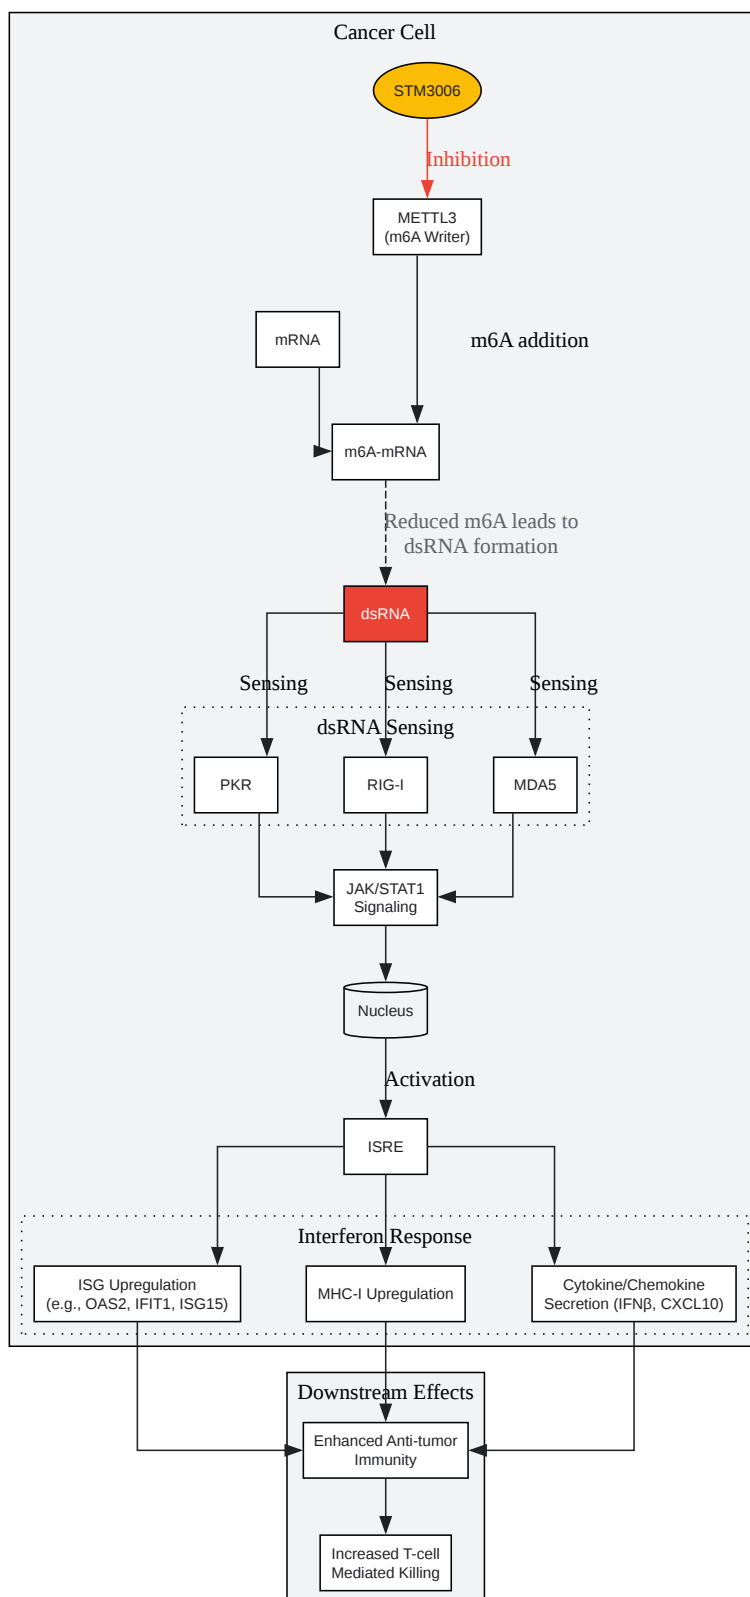 Cancer Cell
STM3006
Inhibition
METTL3
(m6A Writer)
mRNA
m6A addition
m6A-mRNA
Reduced m6A leads to
dsRNA formation
dsRNA
Sensing
Sensing
Sensing
dsRNA Sensing
PKR
RIG-I
MDA5
JAK/STAT1
Signaling
Nucleus
Activation
ISRE
Interferon Response
ISG Upregulation
(e.g., OAS2, IFIT1, ISG15)
MHC-I Upregulation
Cytokine/Chemokine
Secretion (IFNβ, CXCL10)
Downstream Effects
Enhanced Anti-tumor
Immunity
Increased T-cell
Mediated Killing